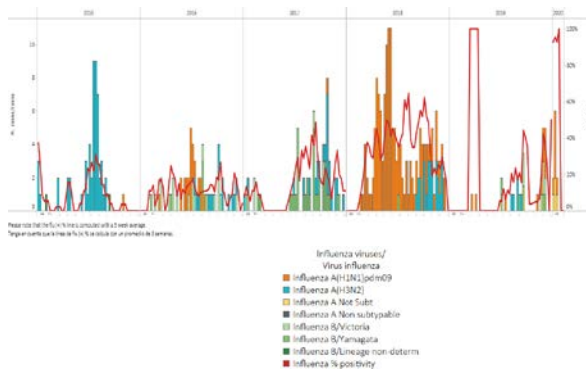 2015 2016 2017 2018 2019 2020
10
8
6
4
2
0
100%
80%
60%
40%
20%
0%
Please note that the flu (+) % line is computed with a 3 week average.
Tenga en cuenta que la línea de flu (+) % se calcula con un promedio de 3 semanas.
Influenza viruses/
Virus influenza
Influenza A(H1N1)pdm09
Influenza A(H3N2)
Influenza A Not Subt
Influenza A Non subtypable
Influenza B/Victoria
Influenza B/Yamagata
Influenza B/Lineage non-determ
Influenza % positivity